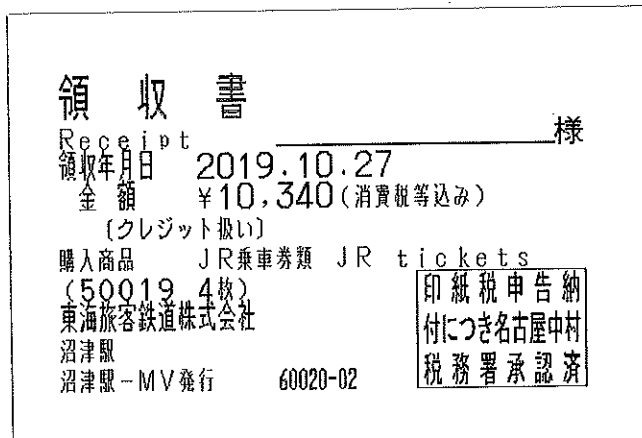 領収書
Receipt 様
領収年月日 2019.10.27
金額 ¥10,340(消費税等込み)
〔クレジット扱い〕
購入商品 JR乗車券類 JR tickets
(50019 4枚)
東海旅客鉄道株式会社
沼津駅
沼津駅-MV発行 60020-02
印紙税申告納
付につき名古屋中村
税務署承認済